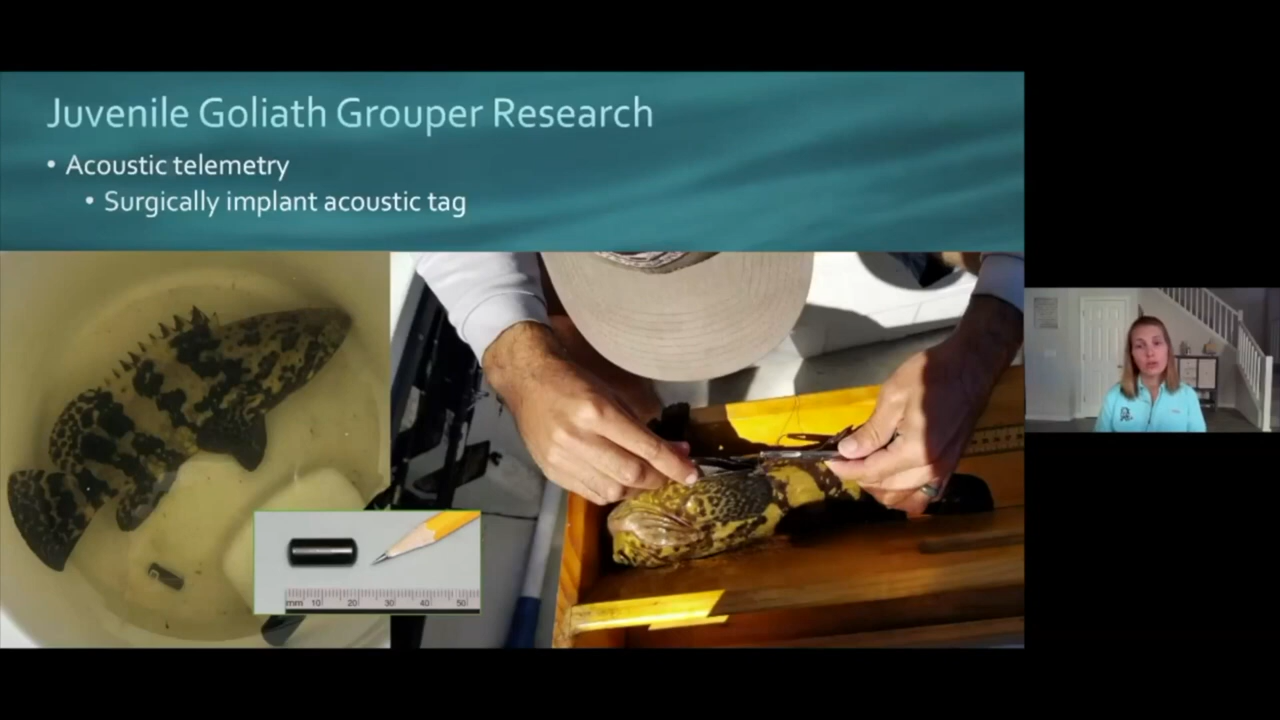 Juvenile Goliath Grouper Research
• Acoustic telemetry
• Surgically implant acoustic tag
mm 10 20 30 40 50